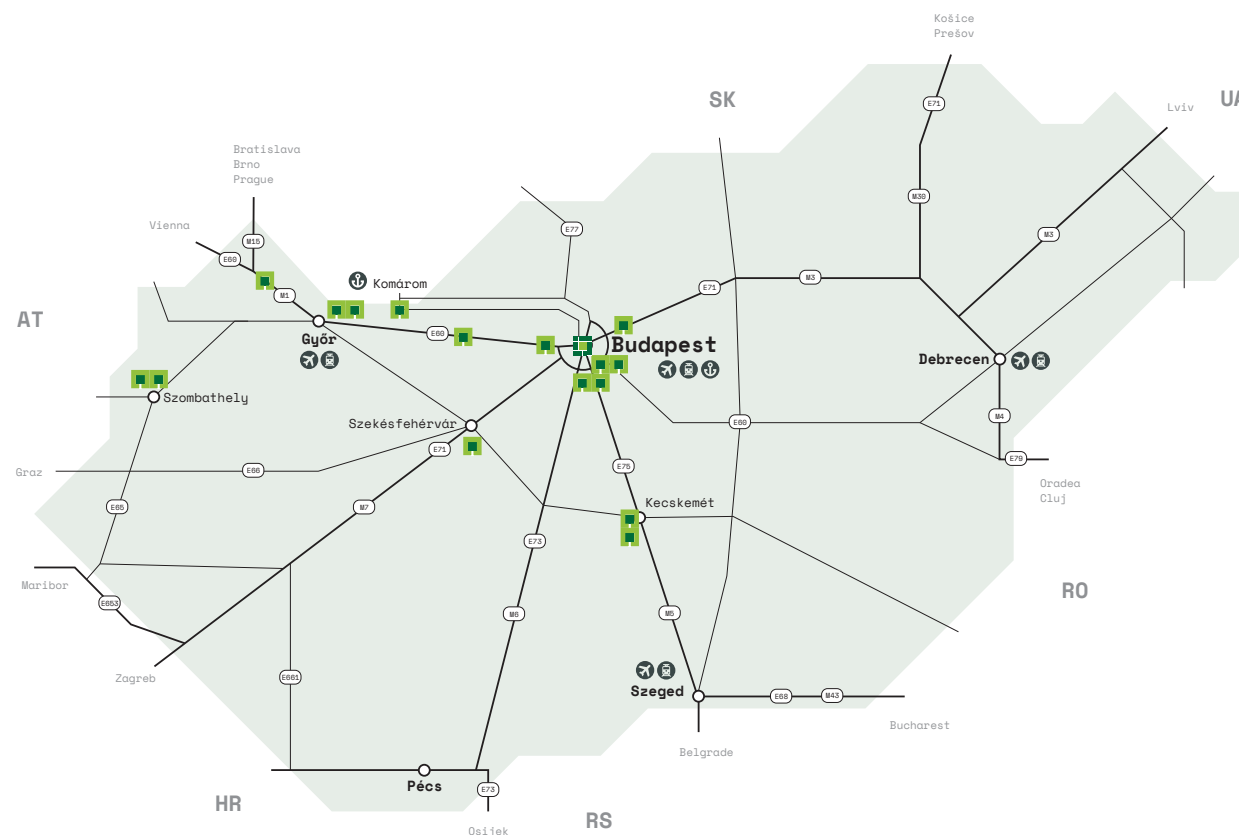 Košice
Prešov
SK
UA
E71
Lviv
Bratislava
Brno
Prague
M30
Vienna
E77
M3
M15
E60
M3
Komárom
E71
M1
AT
E60
Győr
Budapest
Debrecen
Szombathely
M4
Szekésfehérvár
E60
E71
E79
Graz
E66
E75
Oradea
Cluj
E65
M7
Kecskemét
E73
Maribor
RO
E653
M6
M5
Zagreb
E661
Szeged
E68
M43
Bucharest
Belgrade
Pécs
E73
HR
RS
Osijek